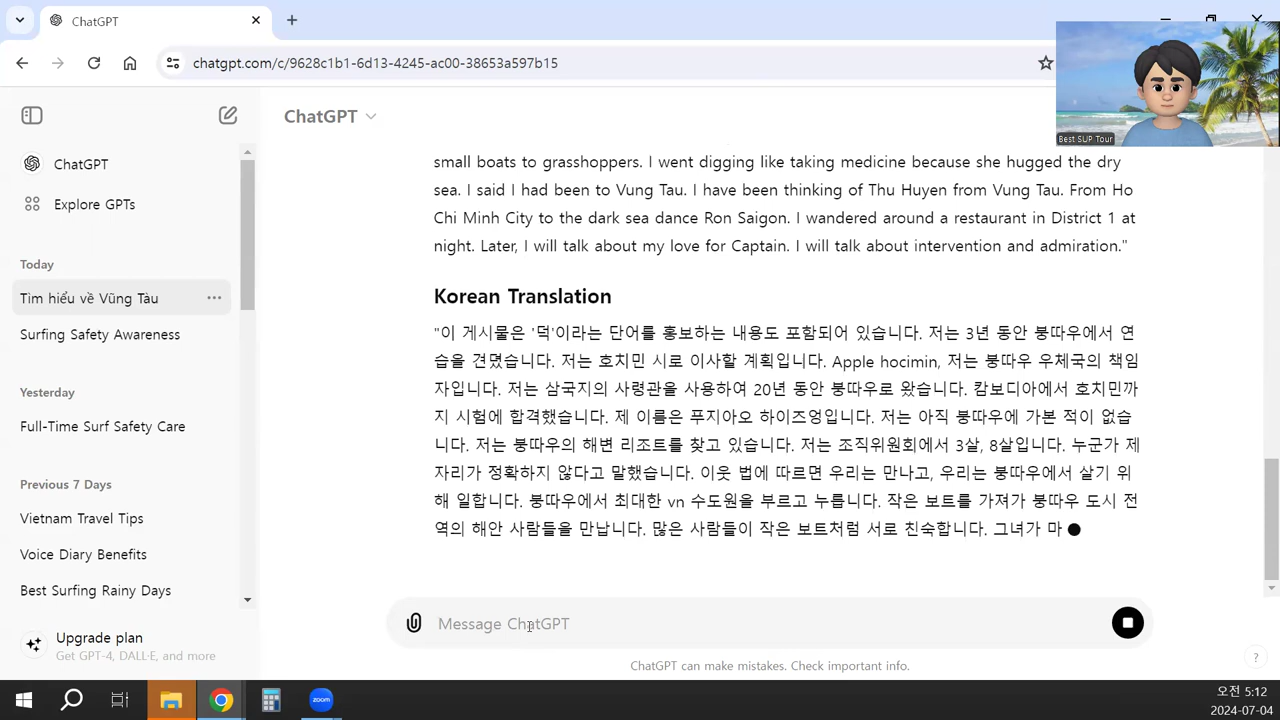 ChatGPT
chatgpt.com/c/9628c1b1-6d13-4245-ac00-38653a597b15
Best SUP Tour
ChatGPT
ChatGPT
Explore GPTs
Today
Tìm hiểu về Vũng Tàu
Surfing Safety Awareness
Yesterday
Full-Time Surf Safety Care
Previous 7 Days
Vietnam Travel Tips
Voice Diary Benefits
Best Surfing Rainy Days
Upgrade plan
Get GPT-4, DALL·E, and more
small boats to grasshoppers. I went digging like taking medicine because she hugged the dry
sea. I said I had been to Vung Tau. I have been thinking of Thu Huyen from Vung Tau. From Ho
Chi Minh City to the dark sea dance Ron Saigon. I wandered around a restaurant in District 1 at
night. Later, I will talk about my love for Captain. I will talk about intervention and admiration."
Korean Translation
"이 게시물은 '덕'이라는 단어를 홍보하는 내용도 포함되어 있습니다. 저는 3년 동안 붕따우에서 연
습을 견뎠습니다. 저는 호치민 시로 이사할 계획입니다. Apple hocimin, 저는 붕따우 우체국의 책임
자입니다. 저는 삼국지의 사령관을 사용하여 20년 동안 붕따우로 왔습니다. 캄보디아에서 호치민까
지 시험에 합격했습니다. 제 이름은 푸지아오 하이즈엉입니다. 저는 아직 붕따우에 가본 적이 없습
니다. 저는 붕따우의 해변 리조트를 찾고 있습니다. 저는 조직위원회에서 3살, 8살입니다. 누군가 제
자리가 정확하지 않다고 말했습니다. 이웃 법에 따르면 우리는 만나고, 우리는 붕따우에서 살기 위
해 일합니다. 붕따우에서 최대한 vn 수도원을 부르고 누릅니다. 작은 보트를 가져가 붕따우 도시 전
역의 해안 사람들을 만납니다. 많은 사람들이 작은 보트처럼 서로 친숙합니다. 그녀가 마
Message ChatGPT
ChatGPT can make mistakes. Check important info.
?
zoom
오전 5:12
2024-07-04